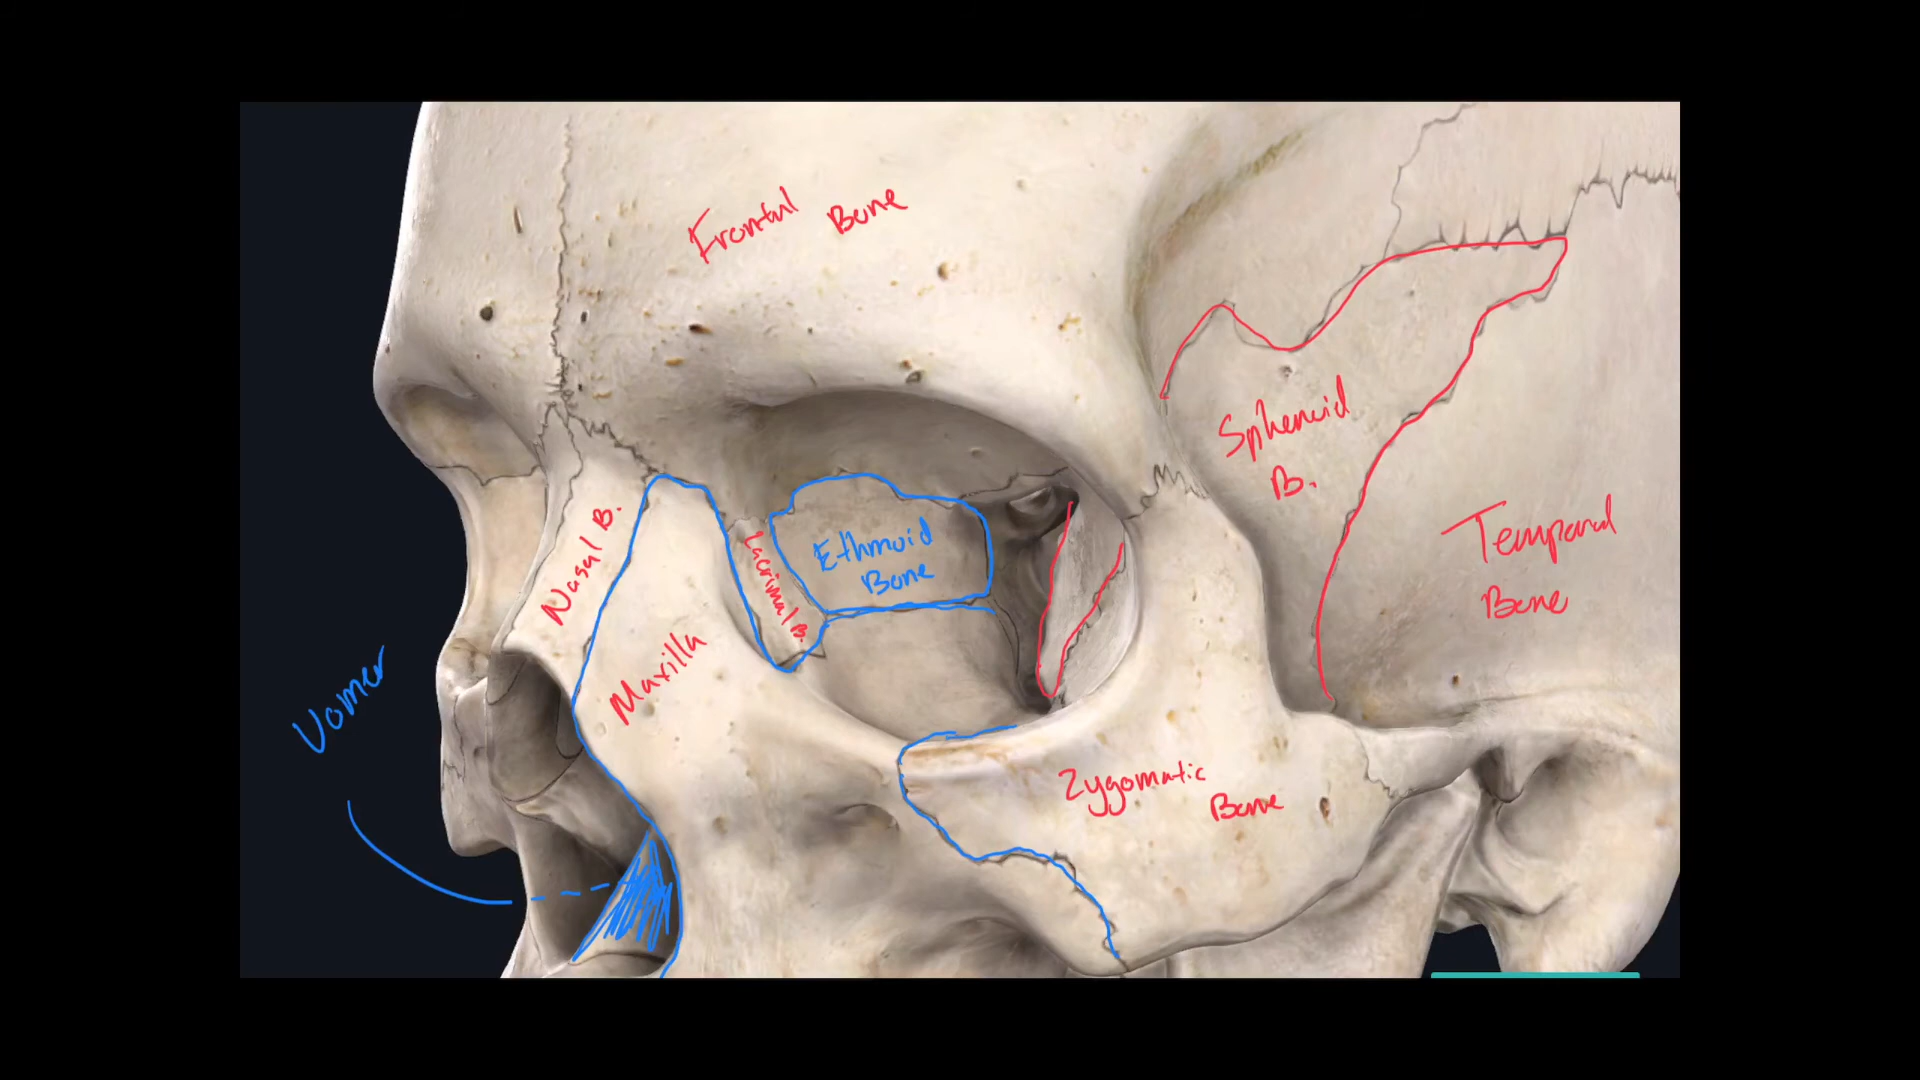 Frontal Bone
Sphenoid
B.
Temporal
Bone
Nasal B.
Lacrimal B.
Ethmoid
Bone
Maxilla
Vomer
Zygomatic
Bone